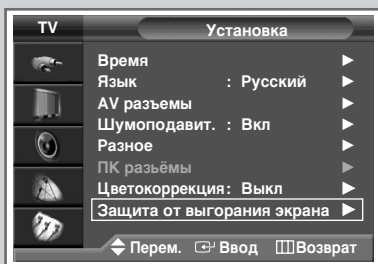 TV
Установка
Время
Язык : Русский
AV разъемы
Шумоподавит. : Вкл
Разное
ПК разьёмы
Цветокоррекция: Выкл
Защита от выгорания экрана
Перем. Ввод Возврат